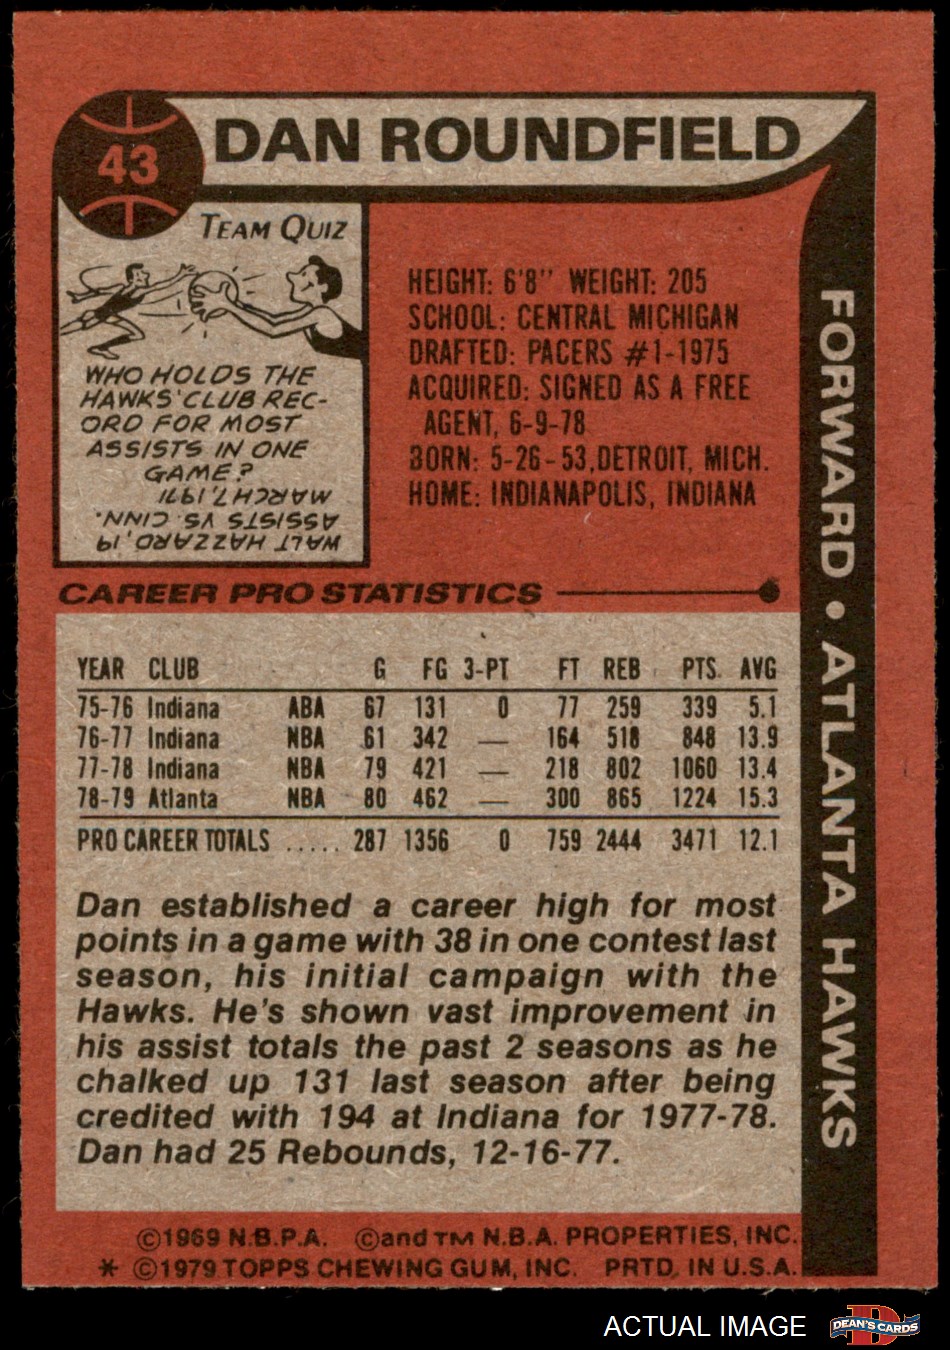 43
DAN ROUNDFIELD
TEAM QUIZ
WHO HOLDS THE
HAWKS' CLUB REC-
ORD FOR MOST
ASSISTS IN ONE
GAME?
WALT HAZZARD, 19
ASSISTS VS. CINN.
MARCH 7, 1971
HEIGHT: 6'8" WEIGHT: 205
SCHOOL: CENTRAL MICHIGAN
DRAFTED: PACERS #1-1975
ACQUIRED: SIGNED AS A FREE
AGENT, 6-9-78
BORN: 5-26-53, DETROIT, MICH.
HOME: INDIANAPOLIS, INDIANA
FORWARD • ATLANTA HAWKS
CAREER PRO STATISTICS
YEAR CLUB G FG 3-PT FT REB PTS. AVG
75-76 Indiana ABA 67 131 0 77 259 339 5.1
76-77 Indiana NBA 61 342 — 164 518 848 13.9
77-78 Indiana NBA 79 421 — 218 802 1060 13.4
78-79 Atlanta NBA 80 462 — 300 865 1224 15.3
PRO CAREER TOTALS ..... 287 1356 0 759 2444 3471 12.1
Dan established a career high for most
points in a game with 38 in one contest last
season, his initial campaign with the
Hawks. He's shown vast improvement in
his assist totals the past 2 seasons as he
chalked up 131 last season after being
credited with 194 at Indiana for 1977-78.
Dan had 25 Rebounds, 12-16-77.
©1969 N.B.P.A. ©and TM N.B.A. PROPERTIES, INC.
* ©1979 TOPPS CHEWING GUM, INC. PRTD. IN U.S.A.
ACTUAL IMAGE
D
DEAN'S CARDS